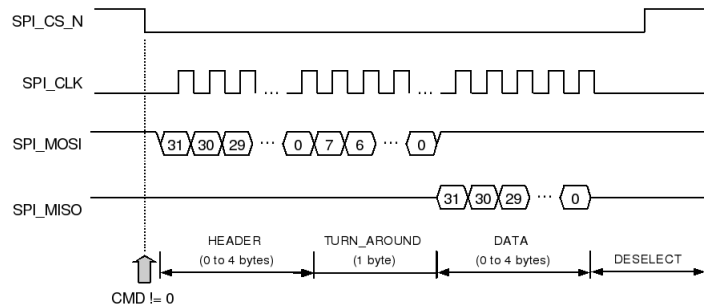 SPI_CS_N
SPI_CLK
... ...
SPI_MOSI
31 30 29 ... 0 7 6 ... 0
SPI_MISO
31 30 29 ... 0
HEADER TURN_AROUND DATA
(0 to 4 bytes) (1 byte) (0 to 4 bytes) DESELECT
CMD != 0